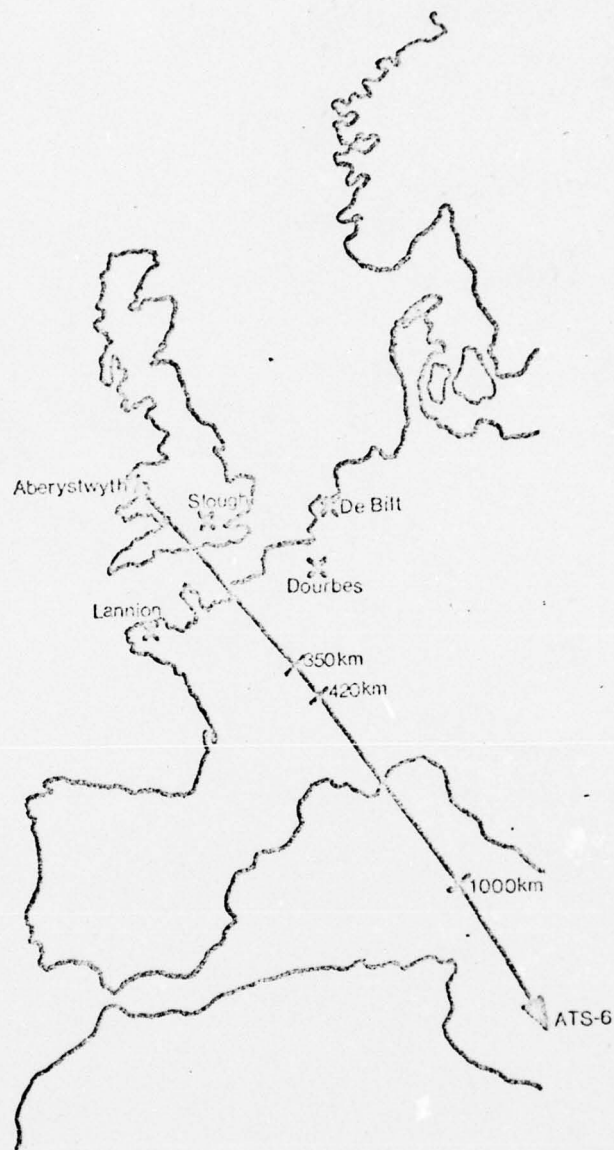 Aberystwyth
Slough
De Bilt
Dourbes
Lannion
350km
420km
1000km
ATS-6